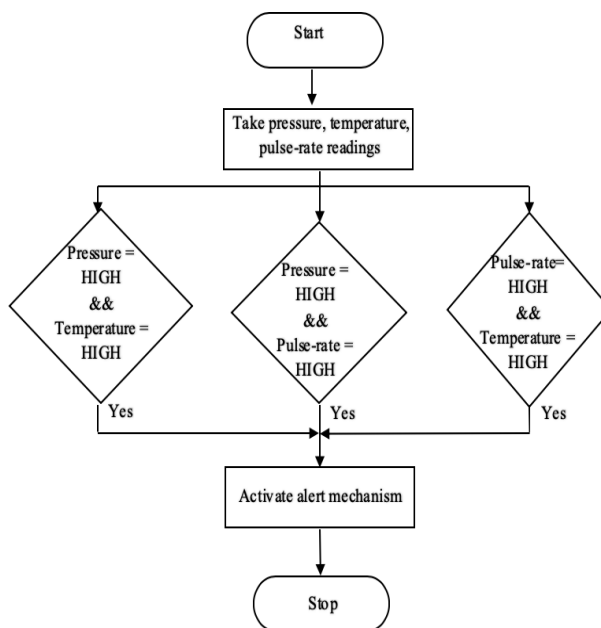 Start
Take pressure, temperature,
pulse-rate readings
Pressure =
HIGH
&&
Temperature =
HIGH
Pressure =
HIGH
&&
Pulse-rate =
HIGH
Pulse-rate=
HIGH
&&
Temperature =
HIGH
Yes
Yes
Yes
Activate alert mechanism
Stop